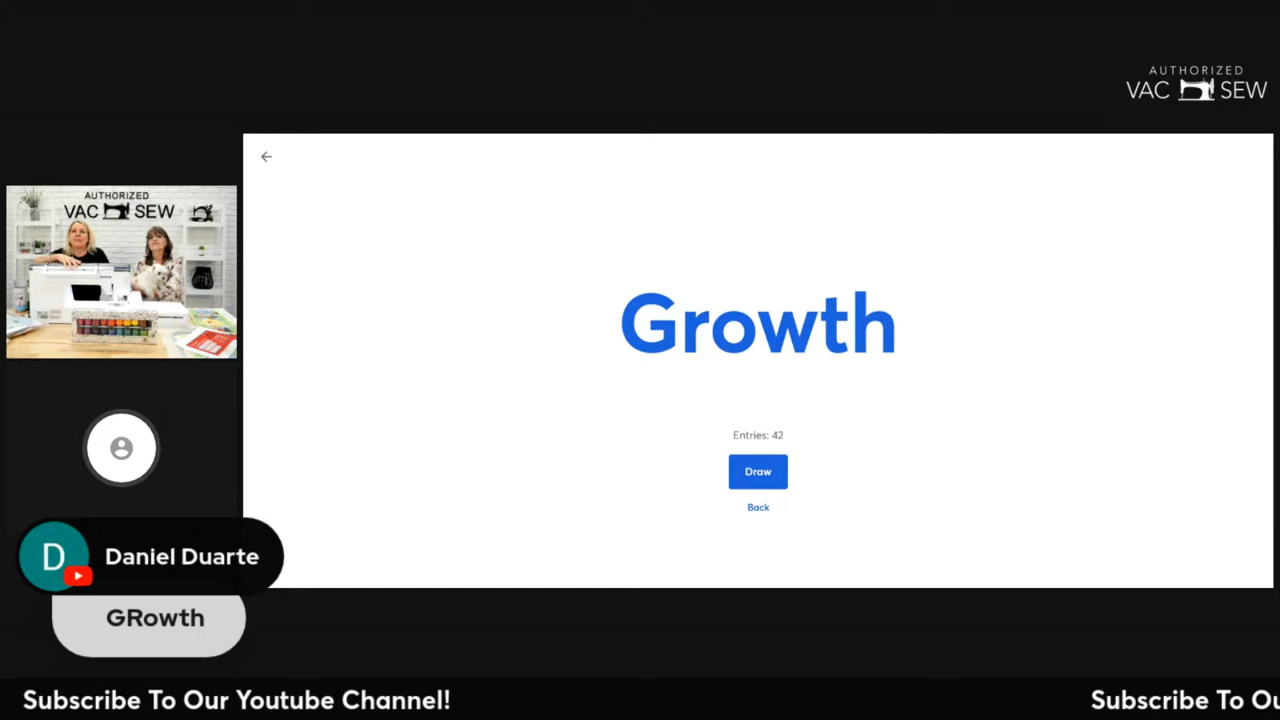 AUTHORIZED
VAC SEW
AUTHORIZED
VAC SEW
Growth
Entries: 42
Draw
Back
D
Daniel Duarte
GRowth
Subscribe To Our Youtube Channel!
Subscribe To Ou